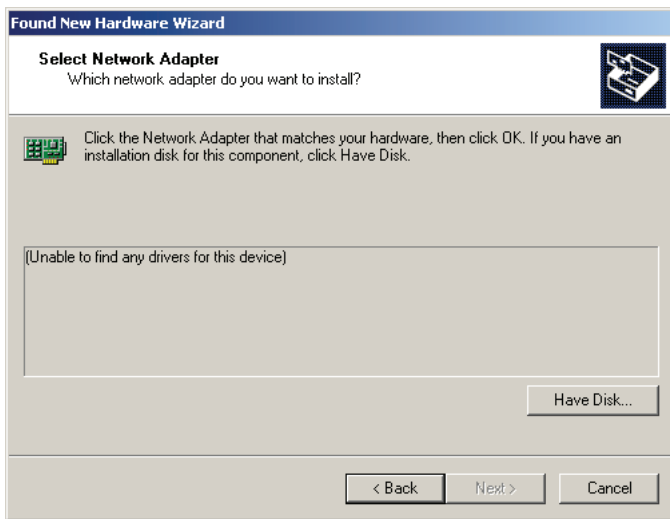 Found New Hardware Wizard
Select Network Adapter
Which network adapter do you want to install?
Click the Network Adapter that matches your hardware, then click OK. If you have an
installation disk for this component, click Have Disk.
(Unable to find any drivers for this device)
Have Disk...
< Back
Next >
Cancel